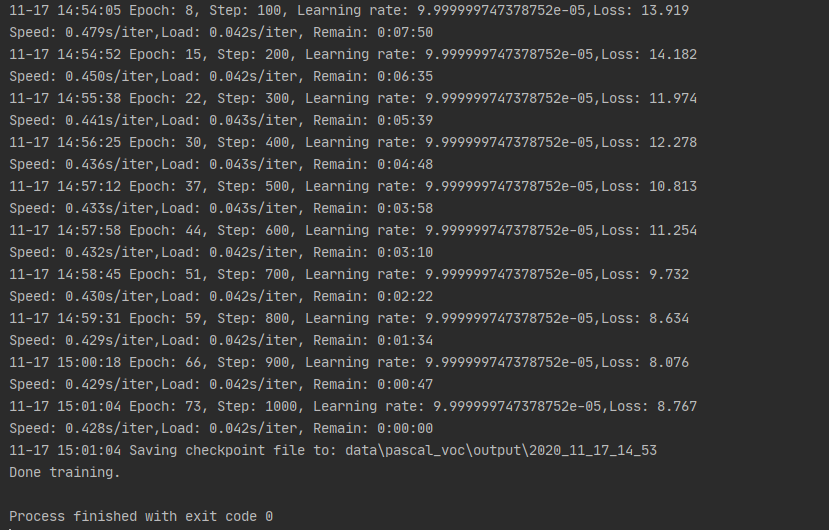 11-17 14:54:05 Epoch: 8, Step: 100, Learning rate: 9.999999747378752e-05,Loss: 13.919
Speed: 0.479s/iter,Load: 0.042s/iter, Remain: 0:07:50
11-17 14:54:52 Epoch: 15, Step: 200, Learning rate: 9.999999747378752e-05,Loss: 14.182
Speed: 0.450s/iter,Load: 0.042s/iter, Remain: 0:06:35
11-17 14:55:38 Epoch: 22, Step: 300, Learning rate: 9.999999747378752e-05,Loss: 11.974
Speed: 0.441s/iter,Load: 0.043s/iter, Remain: 0:05:39
11-17 14:56:25 Epoch: 30, Step: 400, Learning rate: 9.999999747378752e-05,Loss: 12.278
Speed: 0.436s/iter,Load: 0.043s/iter, Remain: 0:04:48
11-17 14:57:12 Epoch: 37, Step: 500, Learning rate: 9.999999747378752e-05,Loss: 10.813
Speed: 0.433s/iter,Load: 0.043s/iter, Remain: 0:03:58
11-17 14:57:58 Epoch: 44, Step: 600, Learning rate: 9.999999747378752e-05,Loss: 11.254
Speed: 0.432s/iter,Load: 0.042s/iter, Remain: 0:03:10
11-17 14:58:45 Epoch: 51, Step: 700, Learning rate: 9.999999747378752e-05,Loss: 9.732
Speed: 0.430s/iter,Load: 0.042s/iter, Remain: 0:02:22
11-17 14:59:31 Epoch: 59, Step: 800, Learning rate: 9.999999747378752e-05,Loss: 8.634
Speed: 0.429s/iter,Load: 0.042s/iter, Remain: 0:01:34
11-17 15:00:18 Epoch: 66, Step: 900, Learning rate: 9.999999747378752e-05,Loss: 8.076
Speed: 0.429s/iter,Load: 0.042s/iter, Remain: 0:00:47
11-17 15:01:04 Epoch: 73, Step: 1000, Learning rate: 9.999999747378752e-05,Loss: 8.767
Speed: 0.428s/iter,Load: 0.042s/iter, Remain: 0:00:00
11-17 15:01:04 Saving checkpoint file to: data\pascal_voc\output\2020_11_17_14_53
Done training.
Process finished with exit code 0